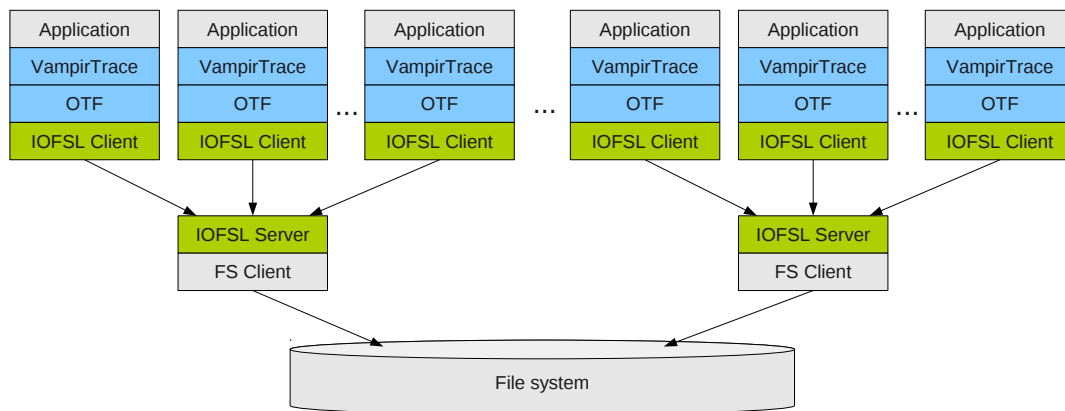 Application Application Application Application Application Application
VampirTrace VampirTrace VampirTrace VampirTrace VampirTrace VampirTrace
OTF OTF ... OTF ... OTF OTF ... OTF
IOFSL Client IOFSL Client IOFSL Client IOFSL Client IOFSL Client IOFSL Client
IOFSL Server IOFSL Server
FS Client FS Client
File system